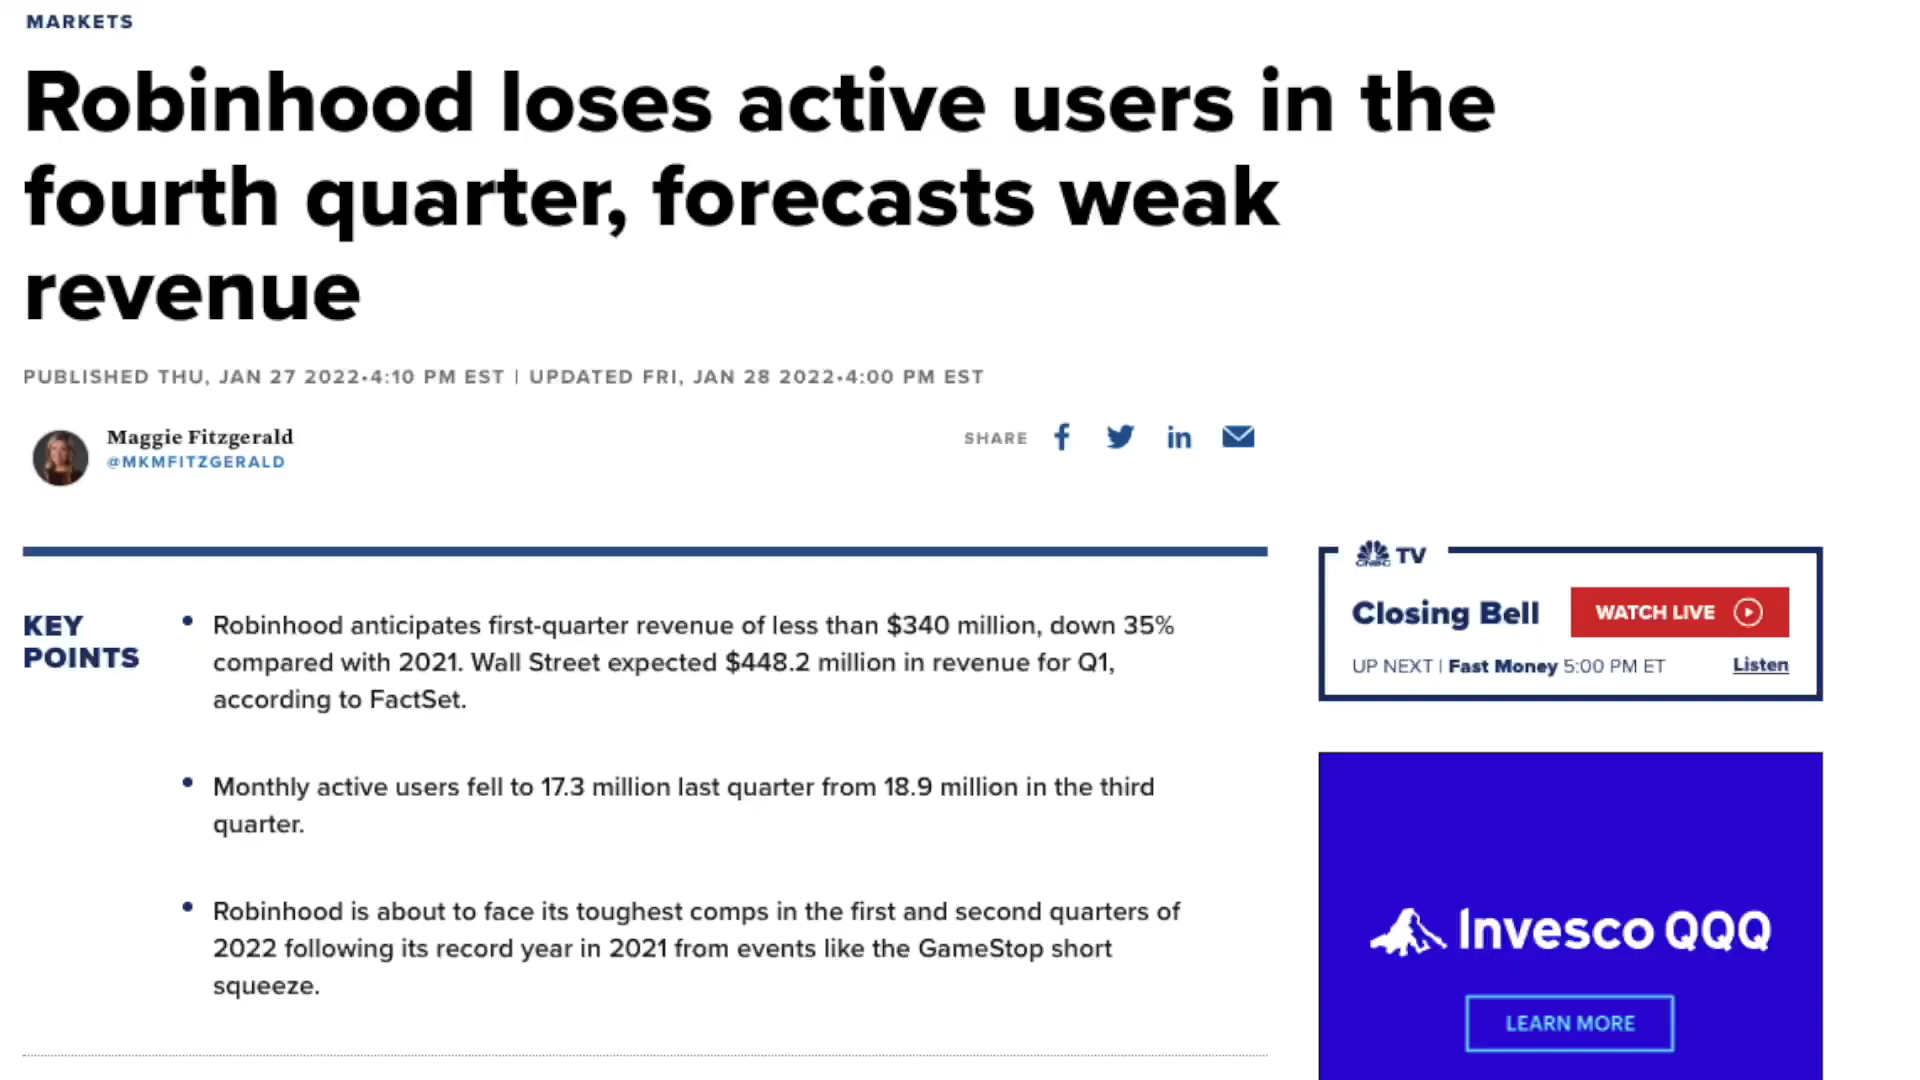 MARKETS
Robinhood loses active users in the
fourth quarter, forecasts weak
revenue
PUBLISHED THU, JAN 27 2022•4:10 PM EST | UPDATED FRI, JAN 28 2022•4:00 PM EST
Maggie Fitzgerald
@MKMFITZGERALD
SHARE
KEY
POINTS
Robinhood anticipates first-quarter revenue of less than $340 million, down 35%
compared with 2021. Wall Street expected $448.2 million in revenue for Q1,
according to FactSet.
Monthly active users fell to 17.3 million last quarter from 18.9 million in the third
quarter.
Robinhood is about to face its toughest comps in the first and second quarters of
2022 following its record year in 2021 from events like the GameStop short
squeeze.
CNBC TV
Closing Bell
WATCH LIVE
UP NEXT | Fast Money 5:00 PM ET
Listen
Invesco QQQ
LEARN MORE